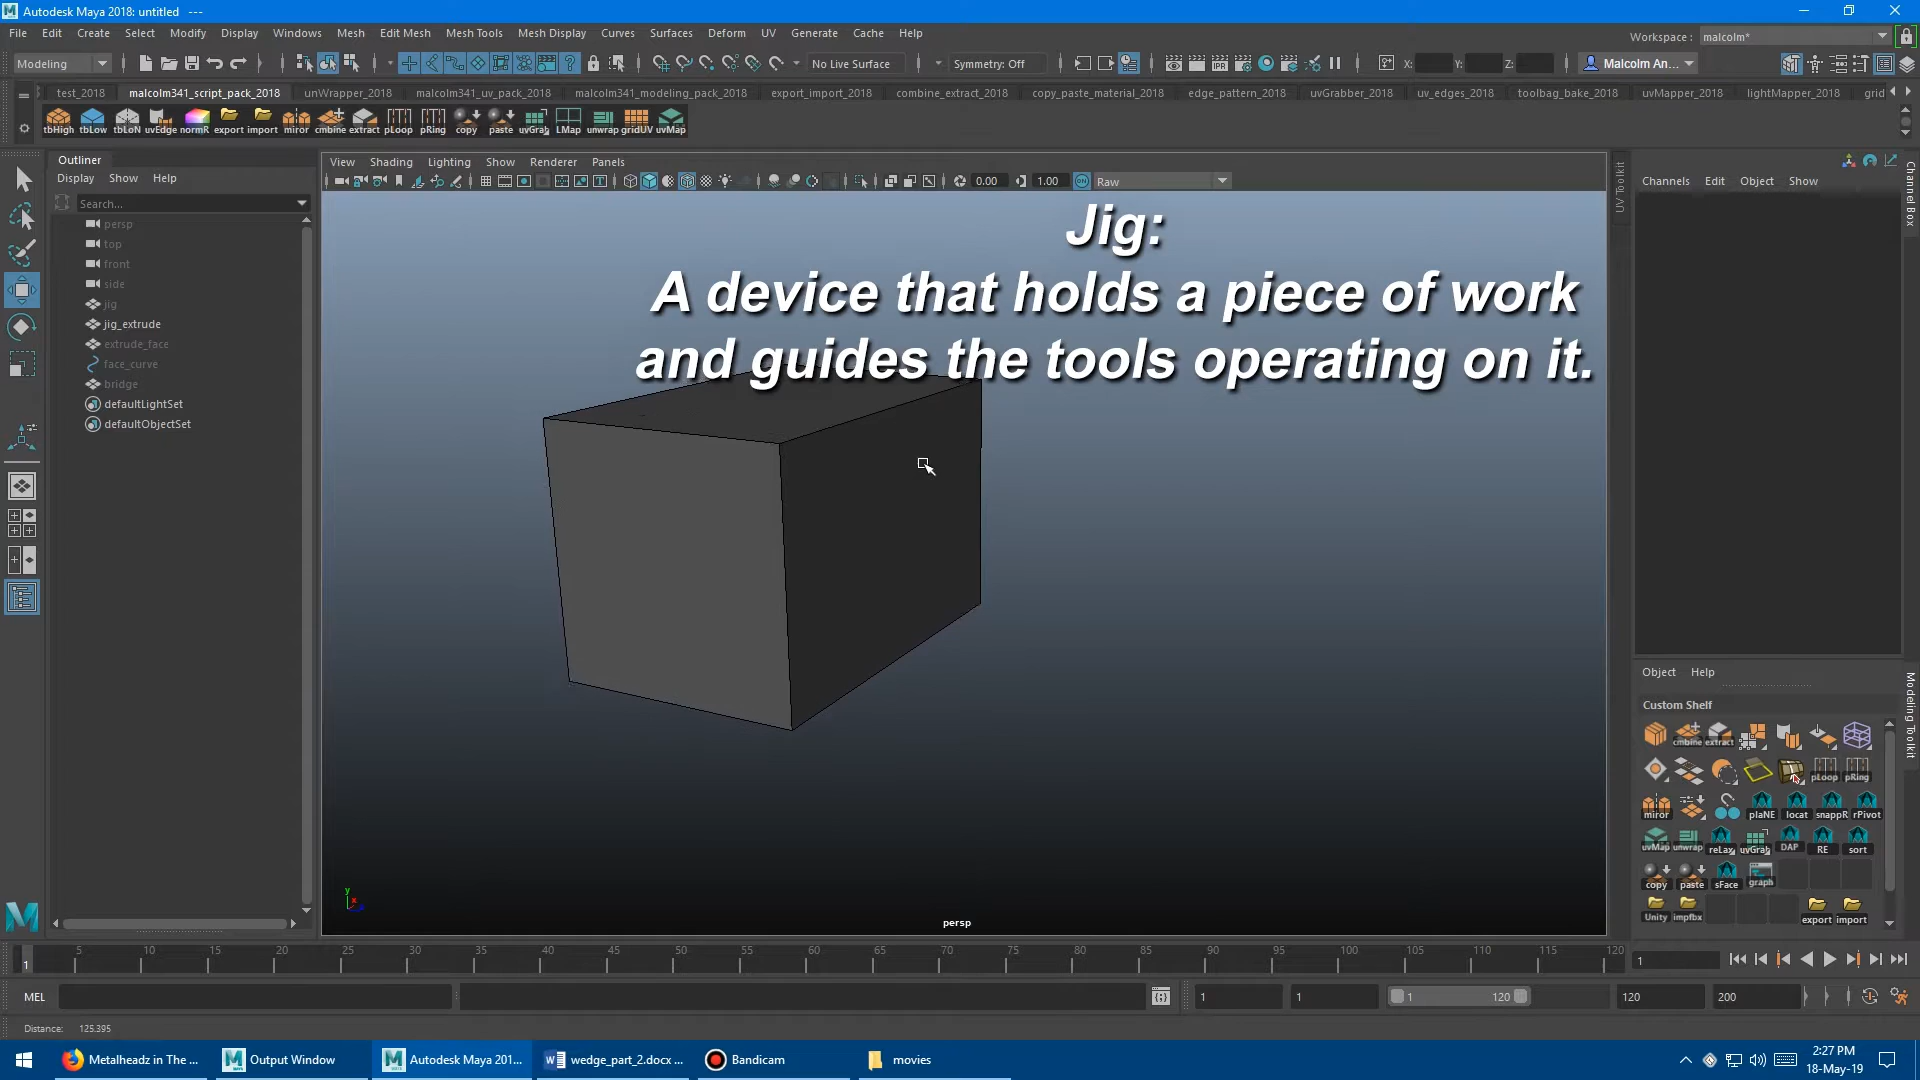 Autodesk Maya 2018: untitled   ---
File Edit Create Select Modify Display Windows Mesh Edit Mesh Mesh Tools Mesh Display Curves Surfaces Deform UV Generate Cache Help
Workspace : malcolm*
Modeling
No Live Surface
Symmetry: Off
X: Y: Z:
Malcolm An...
test_2018 malcolm341_script_pack_2018 unWrapper_2018 malcolm341_uv_pack_2018 malcolm341_modeling_pack_2018 export_import_2018 combine_extract_2018 copy_paste_material_2018 edge_pattern_2018 uvGrabber_2018 uv_edges_2018 toolbag_bake_2018 uvMapper_2018 lightMapper_2018 grid
tbHigh tbLow tbLoN uvEdge normR export import miror cmbine extract pLoop pRing copy paste uvGrab LMap unwrap gridUV uvMap
Outliner
Display Show Help
Search...
persp
top
front
side
jig
jig_extrude
extrude_face
face_curve
bridge
defaultLightSet
defaultObjectSet
View Shading Lighting Show Renderer Panels
0.00 1.00 ON Raw
Jig:
A device that holds a piece of work
and guides the tools operating on it.
y
persp
UV Toolkit
Channels Edit Object Show
Channel Box
Object Help
Modeling Toolkit
Custom Shelf
cmbine extract
pLoop pRing
miror plaNE locat snappR rPivot
uvMap unwrap reLax uvGrab DAP RE sort
copy paste sFace graph
Unity impfbx export import
1 5 10 15 20 25 30 35 40 45 50 55 60 65 70 75 80 85 90 95 100 105 110 115 120
1
MEL
1 1 1 120 120 200
Distance: 125.395
Metalheadz in The ...
Output Window
Autodesk Maya 201...
wedge_part_2.docx ...
Bandicam
movies
2:27 PM
18-May-19